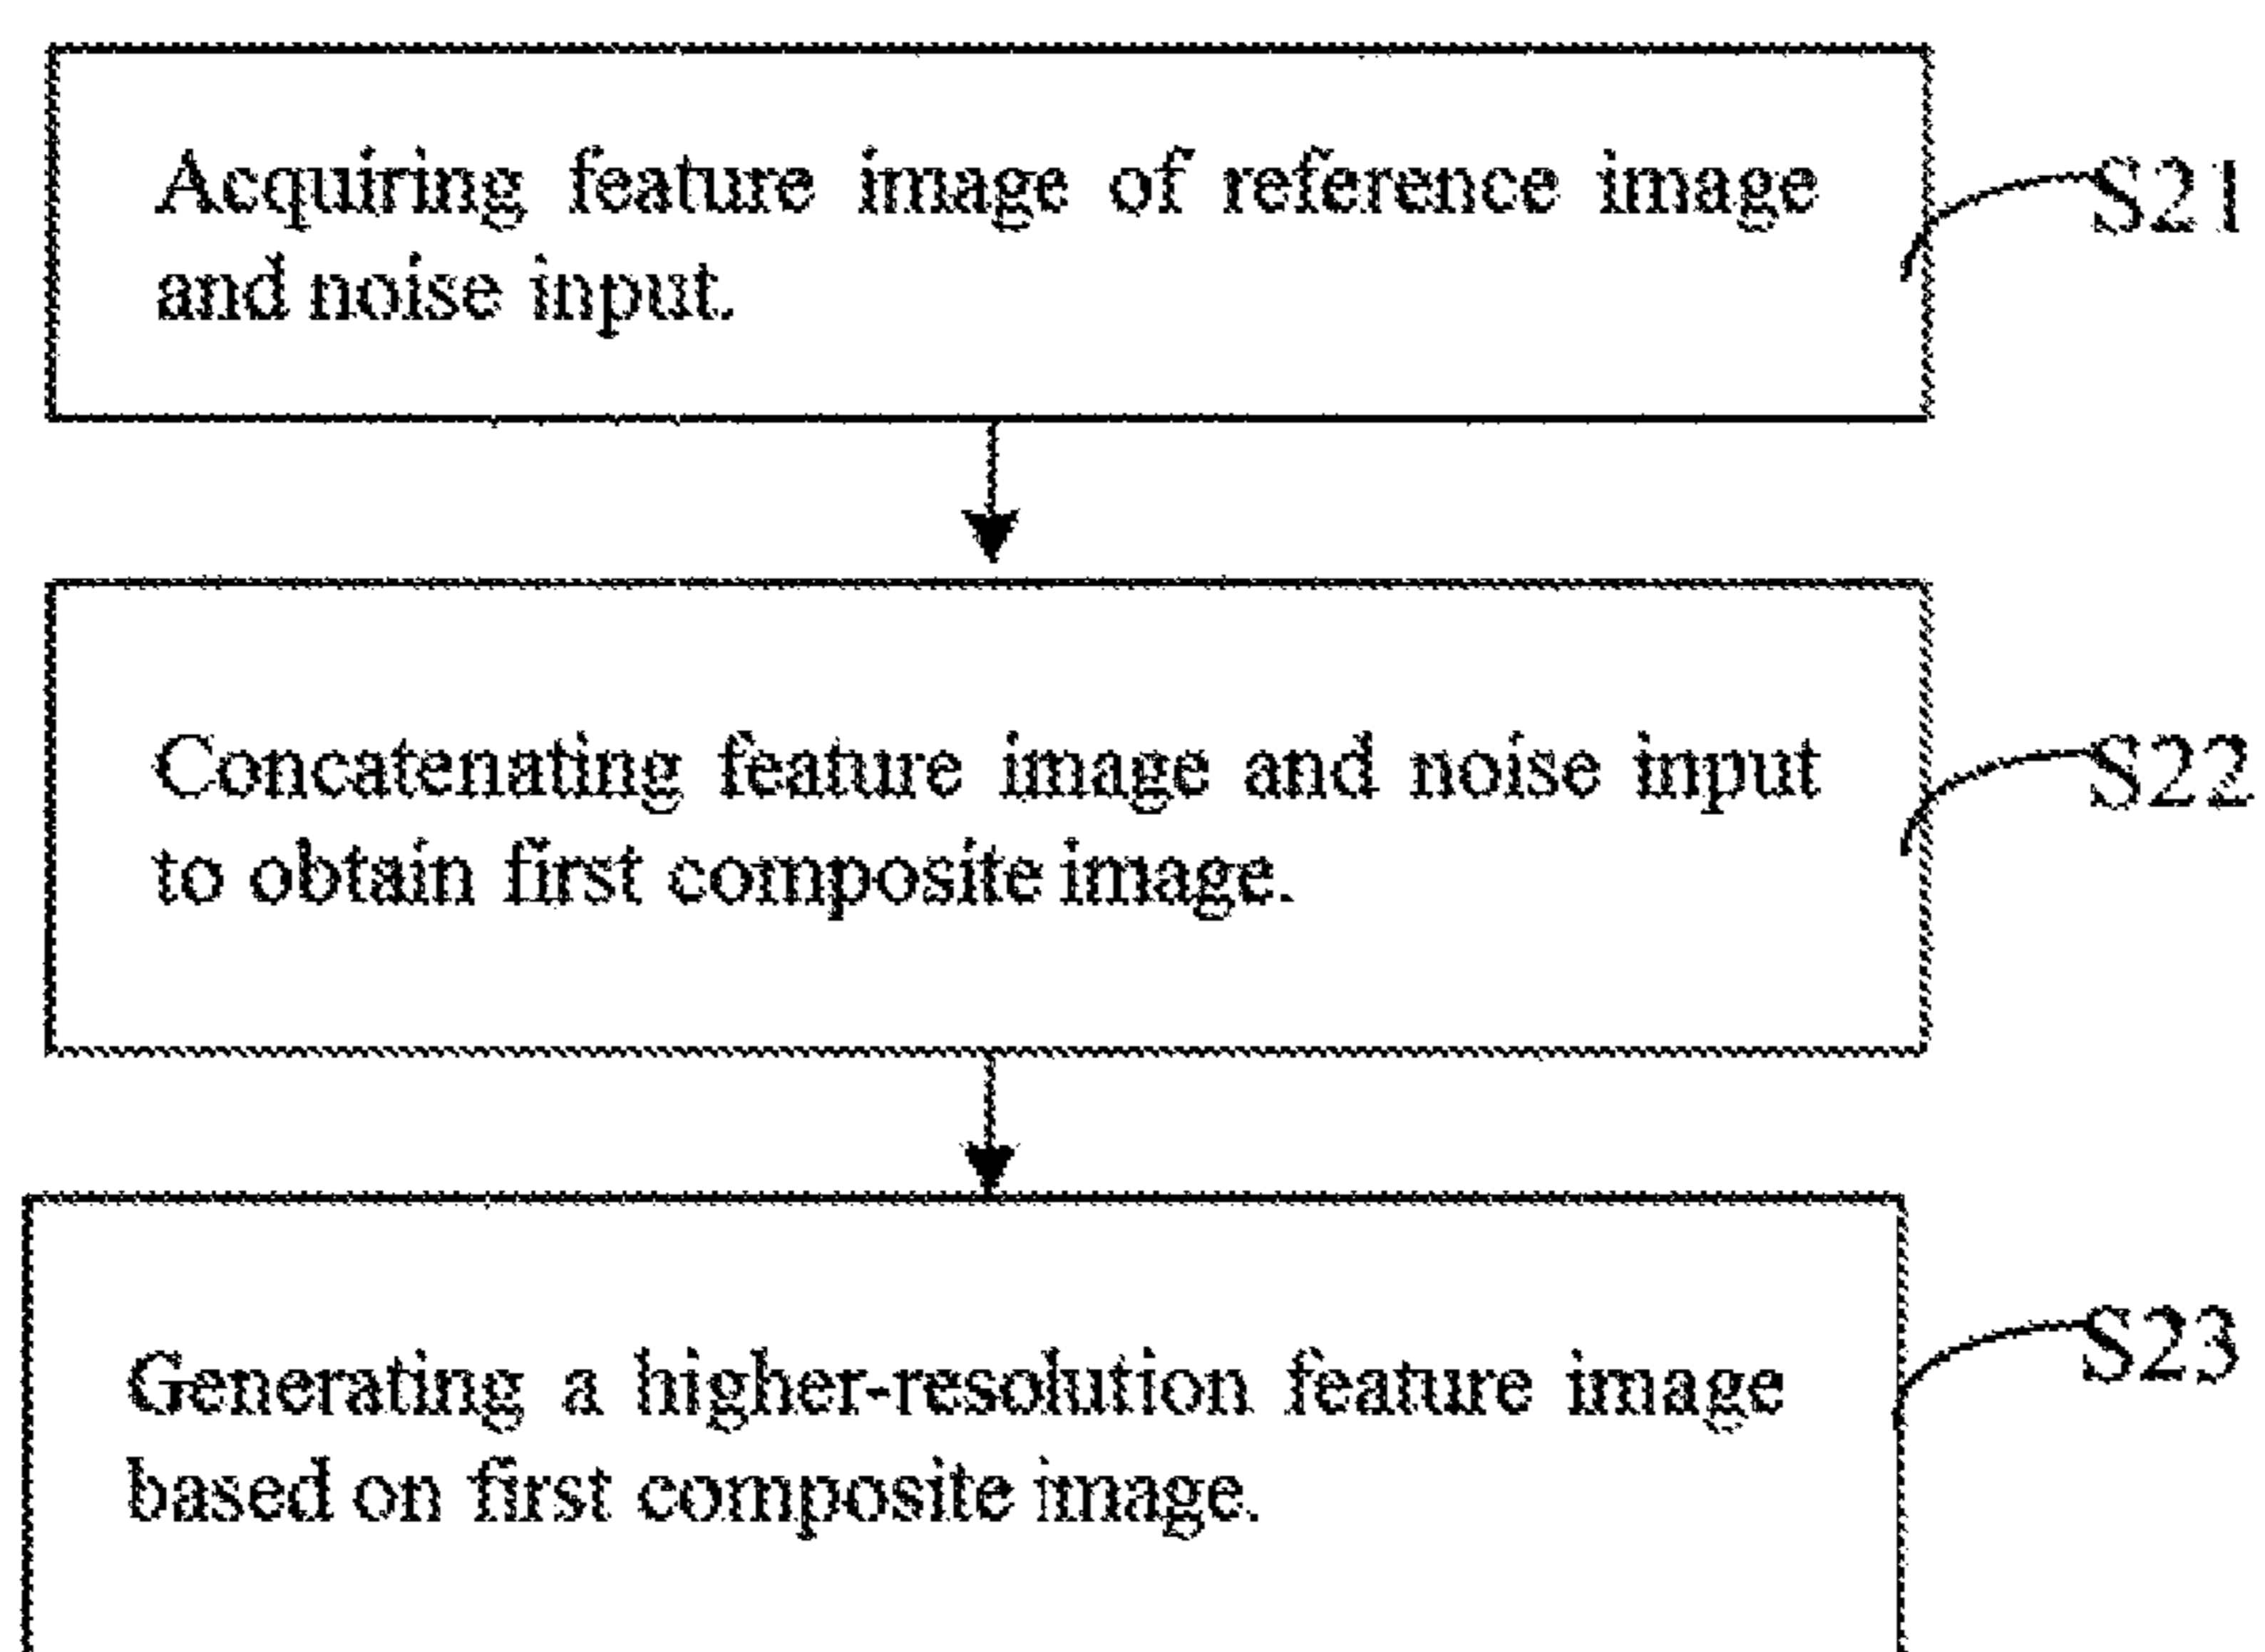 Acquiring feature image of reference image
and noise input.
S21
Concatenating feature image and noise input
to obtain first composite image.
S22
Generating a higher-resolution feature image
based on first composite image.
S23